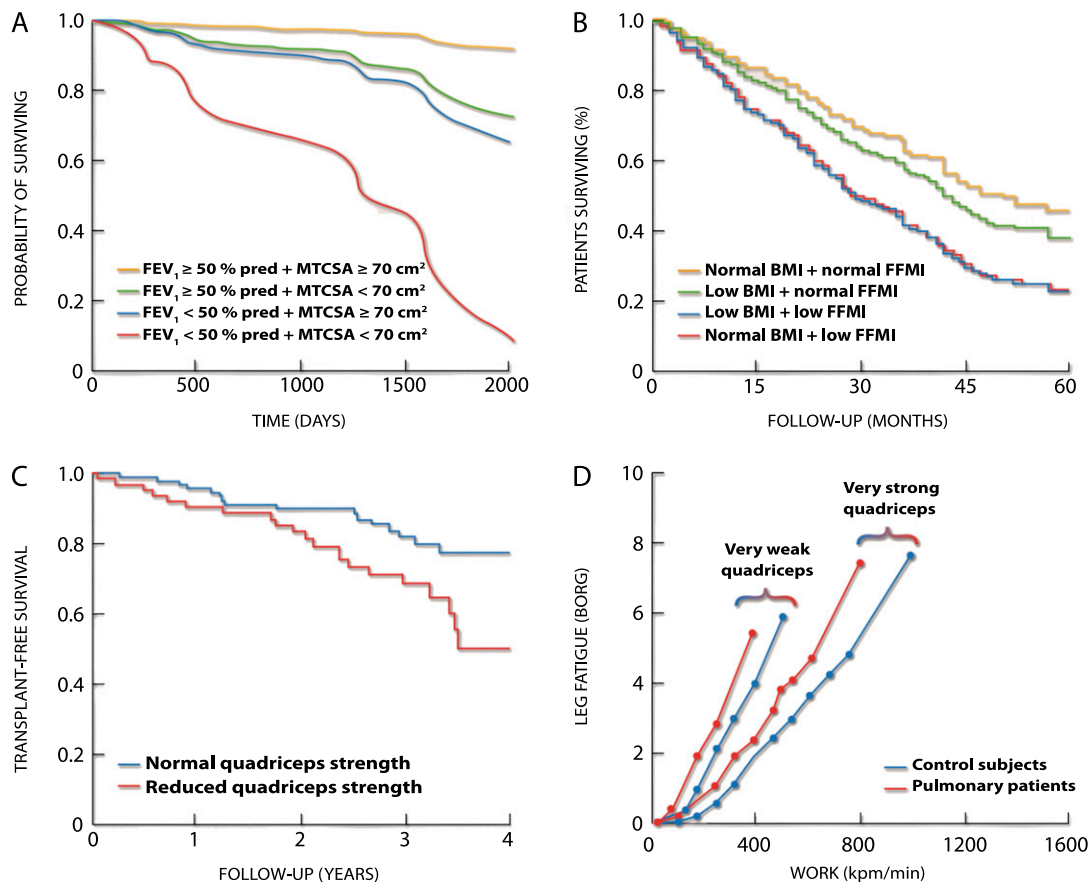 A
PROBABILITY OF SURVIVING
1.0
0.8
0.6
0.4
0.2
0
FEV₁ ≥ 50 % pred + MTCSA ≥ 70 cm²
FEV₁ ≥ 50 % pred + MTCSA < 70 cm²
FEV₁ < 50 % pred + MTCSA ≥ 70 cm²
FEV₁ < 50 % pred + MTCSA < 70 cm²
0 500 1000 1500 2000
TIME (DAYS)
B
PATIENTS SURVIVING (%)
1.0
0.8
0.6
0.4
0.2
0
Normal BMI + normal FFMI
Low BMI + normal FFMI
Low BMI + low FFMI
Normal BMI + low FFMI
0 15 30 45 60
FOLLOW-UP (MONTHS)
C
TRANSPLANT-FREE SURVIVAL
1.0
0.8
0.6
0.4
0.2
0
Normal quadriceps strength
Reduced quadriceps strength
0 1 2 3 4
FOLLOW-UP (YEARS)
D
LEG FATIGUE (BORG)
10
8
6
4
2
0
Very strong
quadriceps
Very weak
quadriceps
Control subjects
Pulmonary patients
0 400 800 1200 1600
WORK (kpm/min)